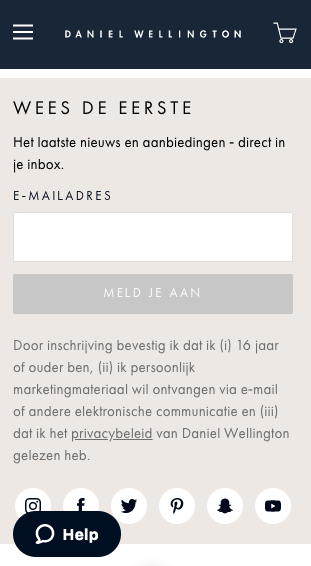 DANIEL WELLINGTON
WEES DE EERSTE
Het laatste nieuws en aanbiedingen - direct in
je inbox.
E-MAILADRES
MELD JE AAN
Door inschrijving bevestig ik dat ik (i) 16 jaar
of ouder ben, (ii) ik persoonlijk
marketingmateriaal wil ontvangen via e-mail
of andere elektronische communicatie en (iii)
dat ik het privacybeleid van Daniel Wellington
gelezen heb.
Help